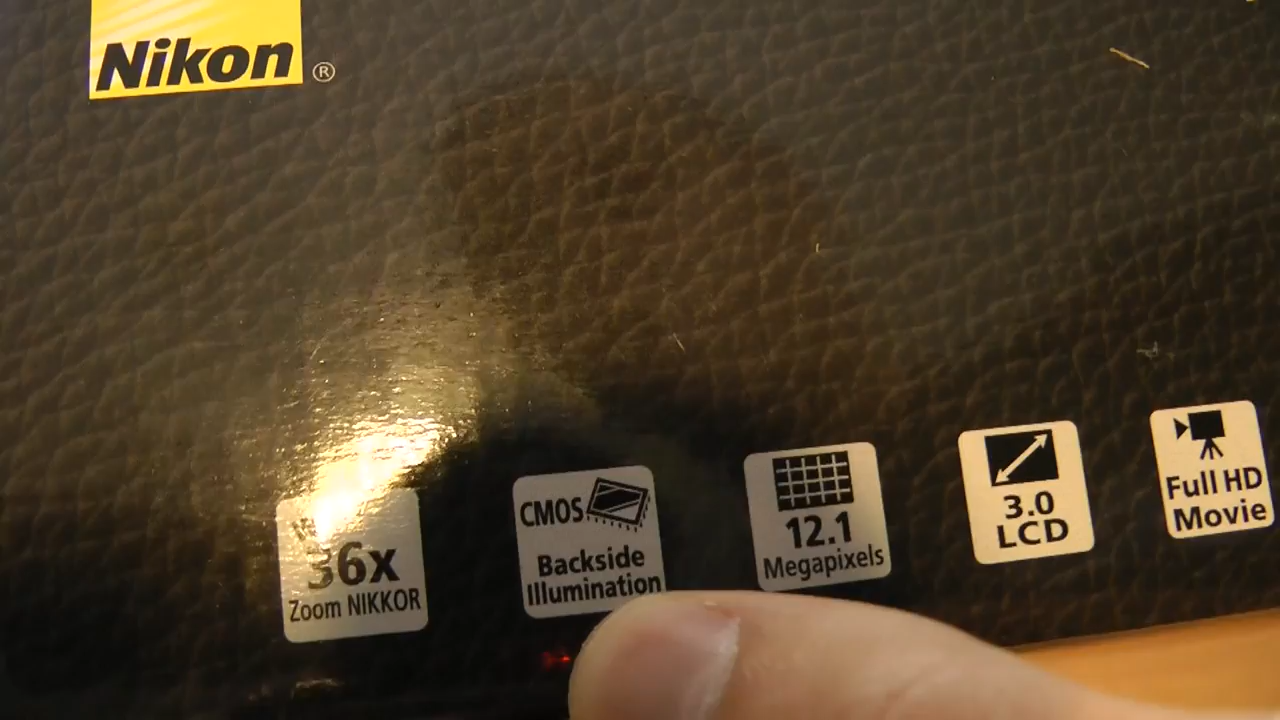 Nikon ®
36x
Zoom NIKKOR
CMOS
Backside
Illumination
12.1
Megapixels
3.0
LCD
Full HD
Movie